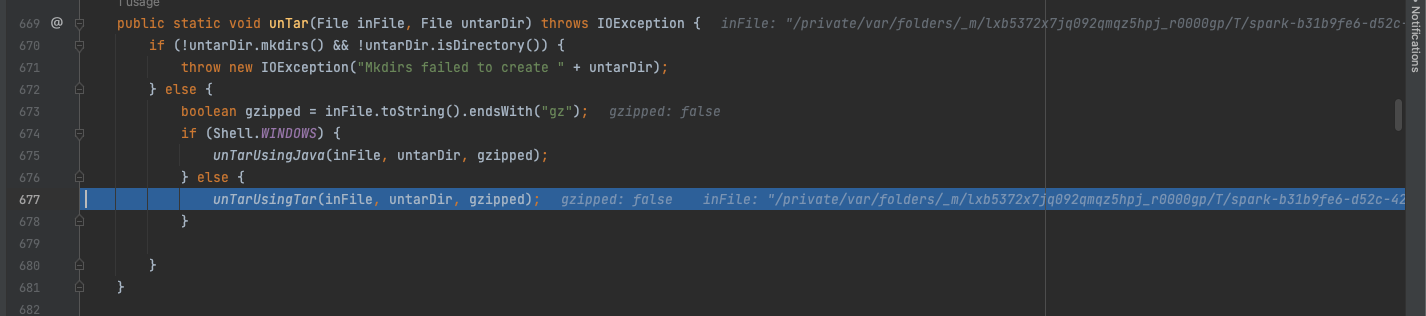 1 usage
669 @ public static void unTar(File inFile, File untarDir) throws IOException { inFile: "/private/var/folders/_m/lxb5372x7jq092qmqz5hpj_r0000gp/T/spark-b31b9fe6-d52c-
670 if (!untarDir.mkdirs() && !untarDir.isDirectory()) {
671 throw new IOException("Mkdirs failed to create " + untarDir);
672 } else {
673 boolean gzipped = inFile.toString().endsWith("gz"); gzipped: false
674 if (Shell.WINDOWS) {
675 unTarUsingJava(inFile, untarDir, gzipped);
676 } else {
677 unTarUsingTar(inFile, untarDir, gzipped); gzipped: false inFile: "/private/var/folders/_m/lxb5372x7jq092qmqz5hpj_r0000gp/T/spark-b31b9fe6-d52c-42
678 }
679
680 }
681 }
682
Notifications